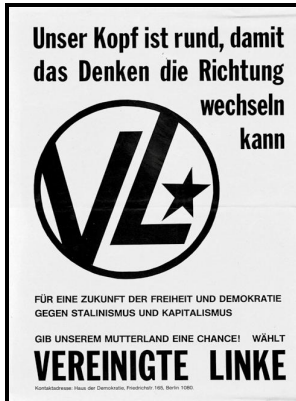 Unser Kopf ist rund, damit
das Denken die Richtung
wechseln
kann
VL
FÜR EINE ZUKUNFT DER FREIHEIT UND DEMOKRATIE
GEGEN STALINISMUS UND KAPITALISMUS
GIB UNSEREM MUTTERLAND EINE CHANCE! WÄHLT
VEREINIGTE LINKE
Kontaktadresse: Haus der Demokratie, Friedrichstr. 165, Berlin 1080